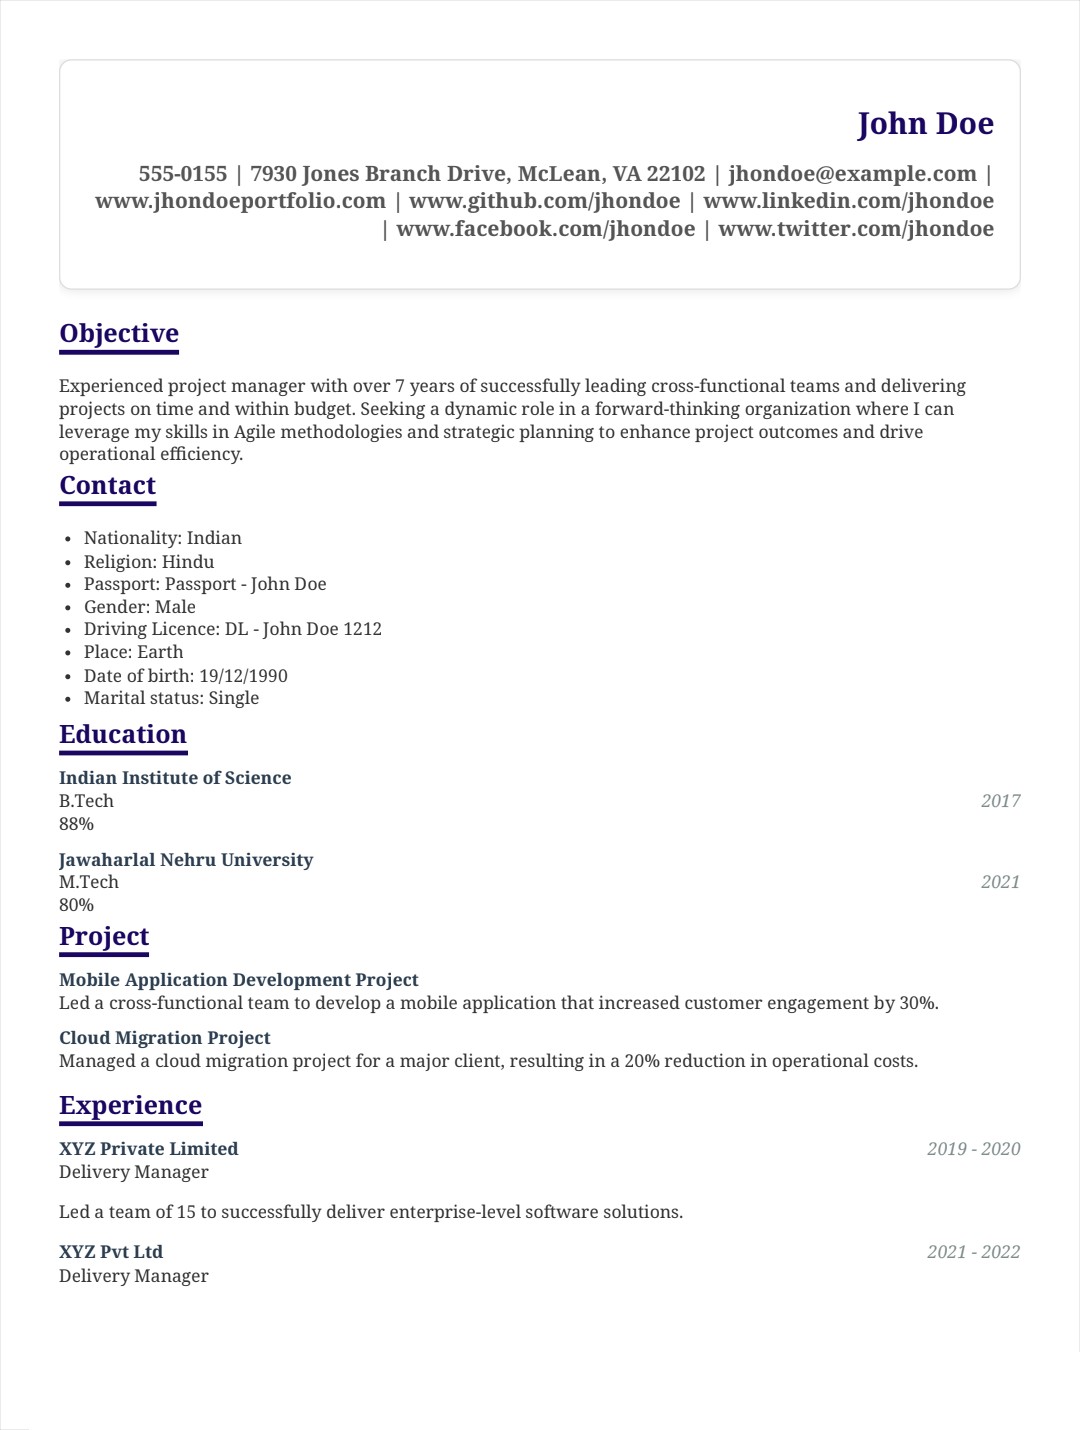 John Doe
555-0155 | 7930 Jones Branch Drive, McLean, VA 22102 | jhondoe@example.com |
www.jhondoeportfolio.com | www.github.com/jhondoe | www.linkedin.com/jhondoe
| www.facebook.com/jhondoe | www.twitter.com/jhondoe
Objective
Experienced project manager with over 7 years of successfully leading cross-functional teams and delivering
projects on time and within budget. Seeking a dynamic role in a forward-thinking organization where I can
leverage my skills in Agile methodologies and strategic planning to enhance project outcomes and drive
operational efficiency.
Contact
• Nationality: Indian
• Religion: Hindu
• Passport: Passport - John Doe
• Gender: Male
• Driving Licence: DL - John Doe 1212
• Place: Earth
• Date of birth: 19/12/1990
• Marital status: Single
Education
Indian Institute of Science
B.Tech 2017
88%
Jawaharlal Nehru University
M.Tech 2021
80%
Project
Mobile Application Development Project
Led a cross-functional team to develop a mobile application that increased customer engagement by 30%.
Cloud Migration Project
Managed a cloud migration project for a major client, resulting in a 20% reduction in operational costs.
Experience
XYZ Private Limited 2019 - 2020
Delivery Manager
Led a team of 15 to successfully deliver enterprise-level software solutions.
XYZ Pvt Ltd 2021 - 2022
Delivery Manager